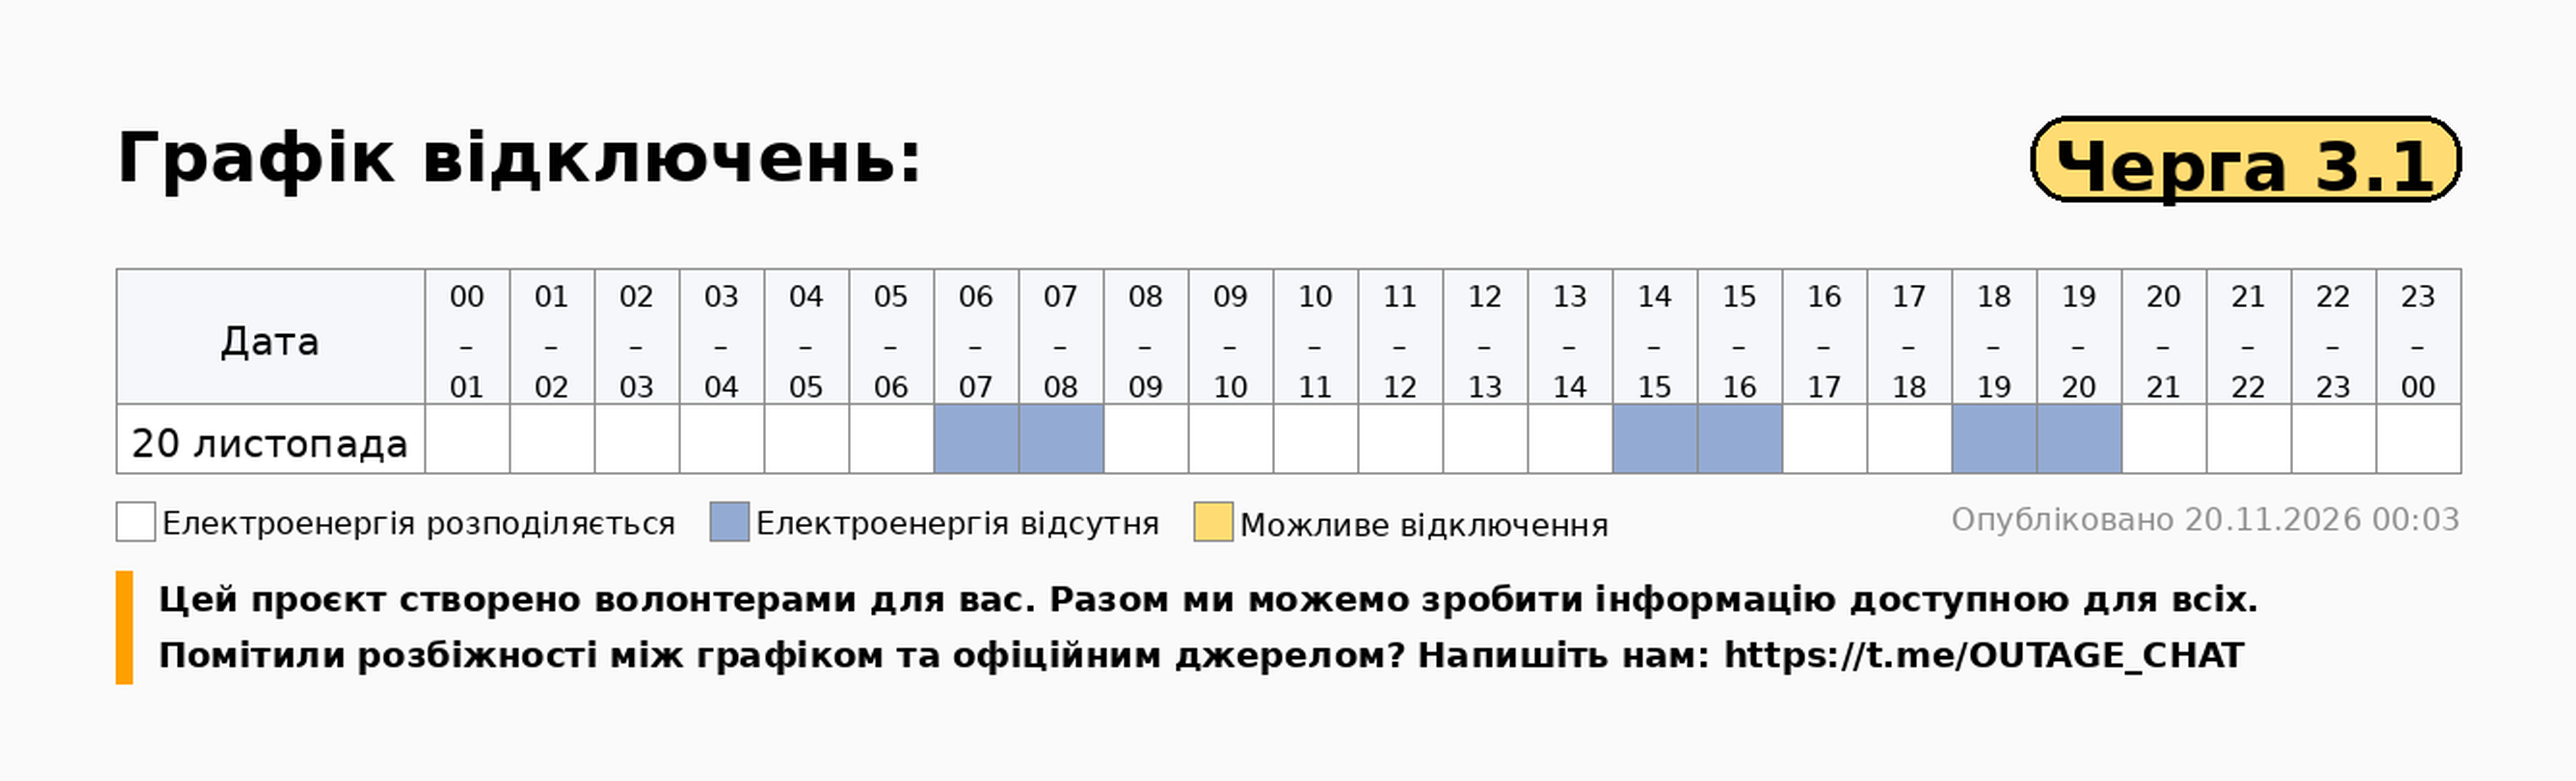 Графік відключень:
Черга 3.1
Дата 00 – 01 01 – 02 02 – 03 03 – 04 04 – 05 05 – 06 06 – 07 07 – 08 08 – 09 09 – 10 10 – 11 11 – 12 12 – 13 13 – 14 14 – 15 15 – 16 16 – 17 17 – 18 18 – 19 19 – 20 20 – 21 21 – 22 22 – 23 23 – 00
20 листопада
Електроенергія розподіляється Електроенергія відсутня Можливе відключення Опубліковано 20.11.2026 00:03
Цей проєкт створено волонтерами для вас. Разом ми можемо зробити інформацію доступною для всіх.
Помітили розбіжності між графіком та офіційним джерелом? Напишіть нам: https://t.me/OUTAGE_CHAT